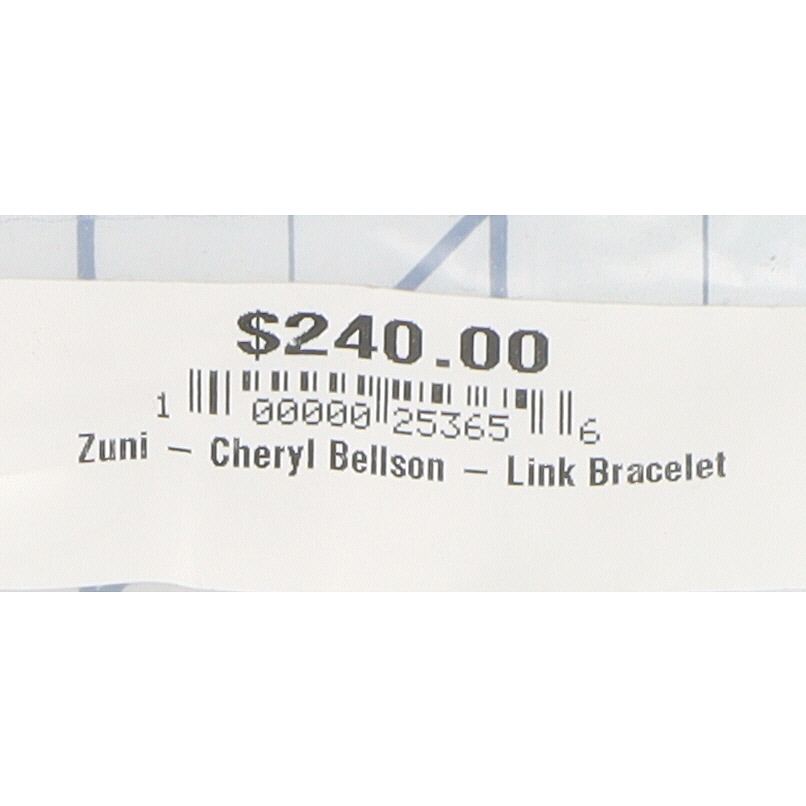 $240.00
1 00000 25365 6
Zuni – Cheryl Bellson – Link Bracelet